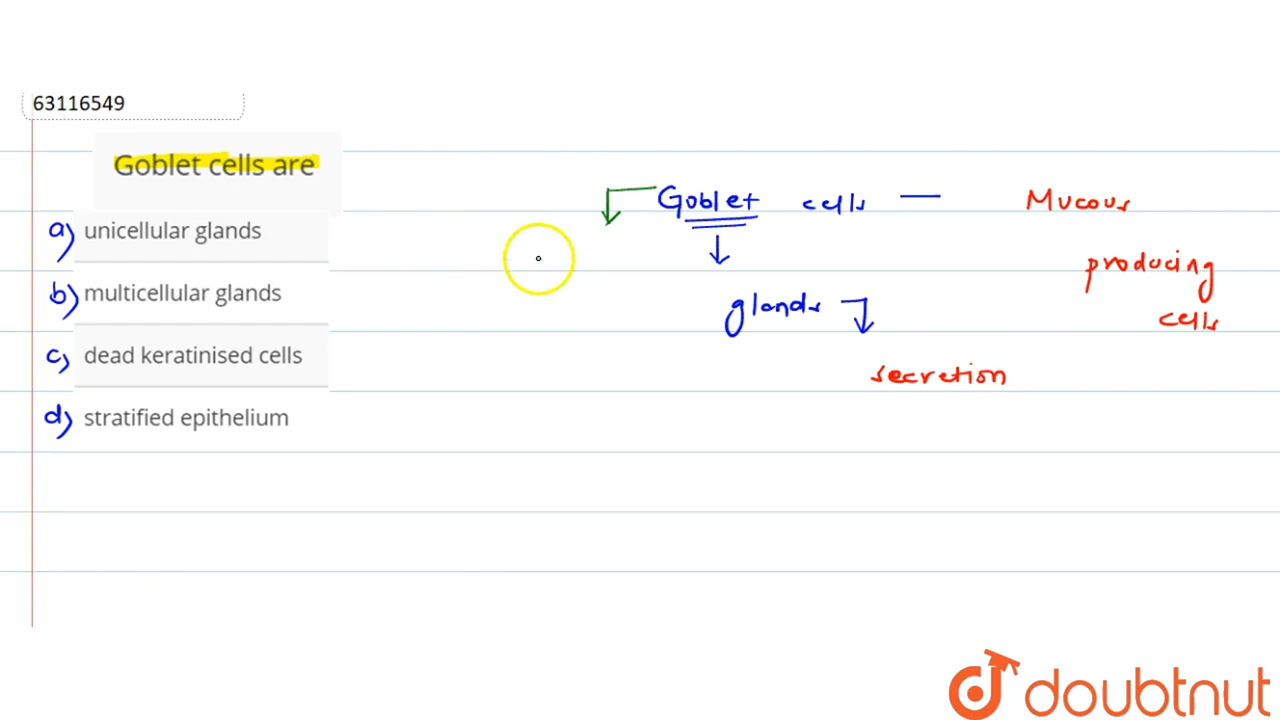 63116549
Goblet cells are
a) unicellular glands
b) multicellular glands
c) dead keratinised cells
d) stratified epithelium
Goblet cells — Mucous
producing
cells
glands
secretion
doubtnut